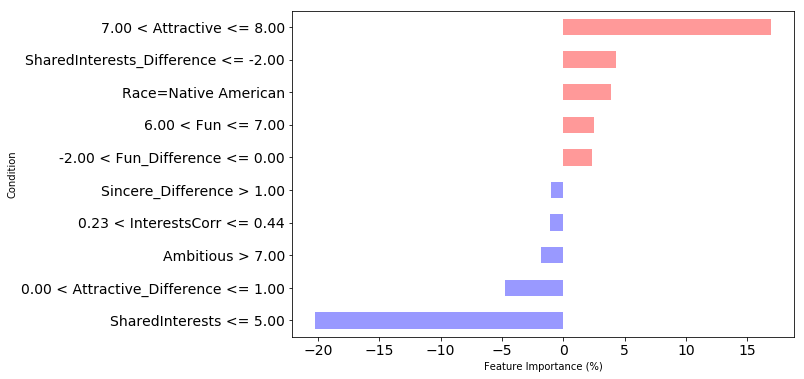 7.00 < Attractive <= 8.00
SharedInterests_Difference <= -2.00
Race=Native American
6.00 < Fun <= 7.00
-2.00 < Fun_Difference <= 0.00
Sincere_Difference > 1.00
0.23 < InterestsCorr <= 0.44
Ambitious > 7.00
0.00 < Attractive_Difference <= 1.00
SharedInterests <= 5.00
Condition
−20 −15 −10 −5 0 5 10 15
Feature Importance (%)